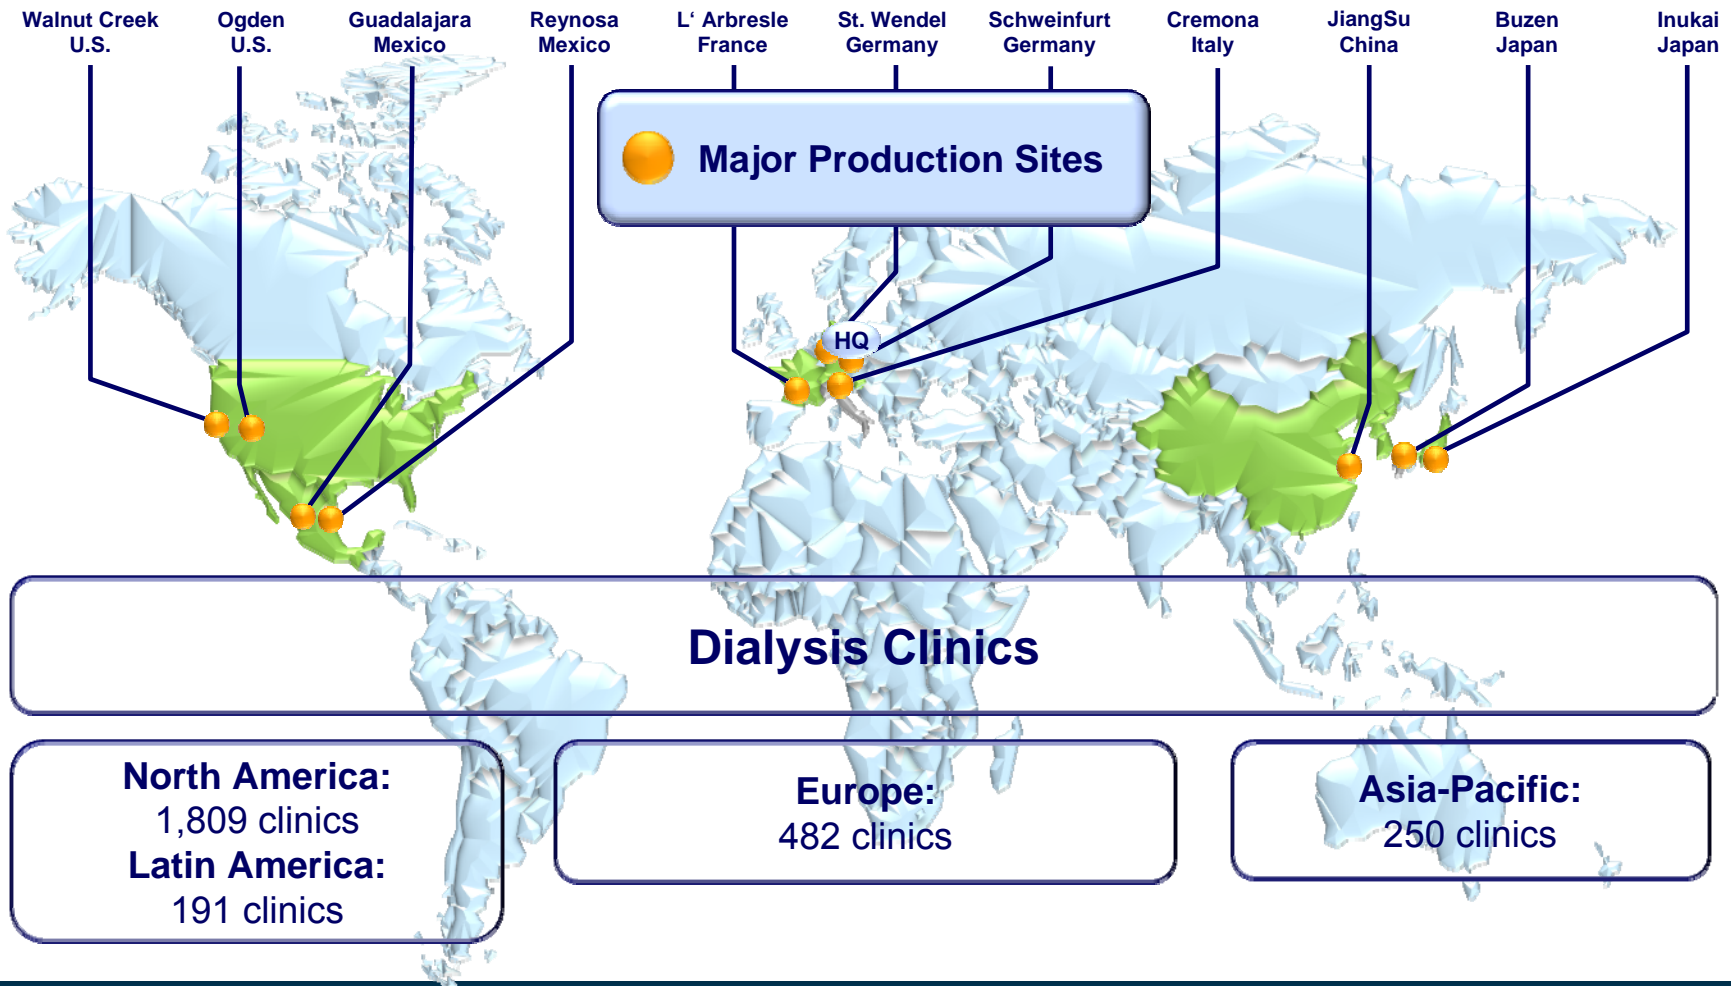 Walnut Creek
U.S.
Ogden
U.S.
Guadalajara
Mexico
Reynosa
Mexico
L‘ Arbresle
France
St. Wendel
Germany
Schweinfurt
Germany
Cremona
Italy
JiangSu
China
Buzen
Japan
Inukai
Japan
Major Production Sites
HQ
Dialysis Clinics
North America:
1,809 clinics
Latin America:
191 clinics
Europe:
482 clinics
Asia-Pacific:
250 clinics